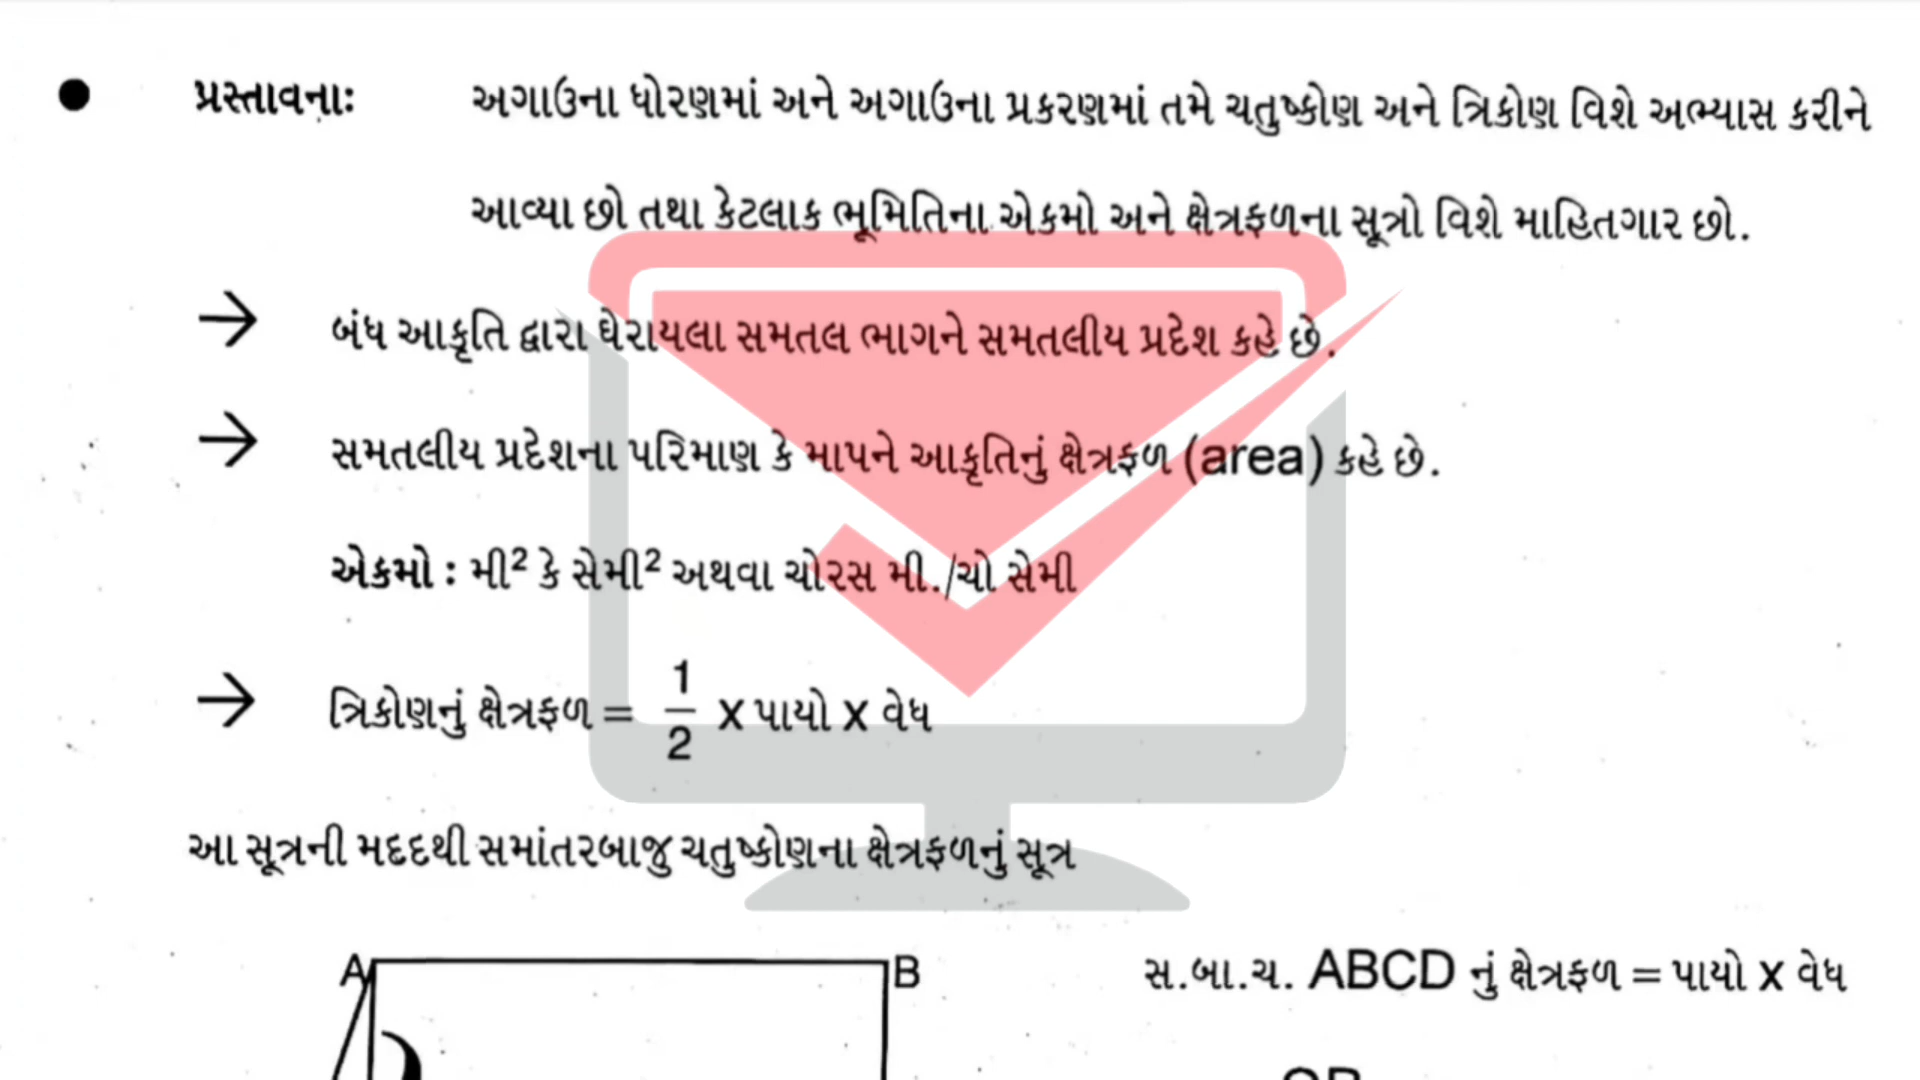 ● પ્રસ્તાવનાઃ અગાઉના ધોરણમાં અને અગાઉના પ્રકરણમાં તમે ચતુષ્કોણ અને ત્રિકોણ વિશે અભ્યાસ કરીને
આવ્યા છો તથા કેટલાક ભૂમિતિના એકમો અને ક્ષેત્રફળના સૂત્રો વિશે માહિતગાર છો.
→ બંધ આકૃતિ દ્વારા ઘેરાયલા સમતલ ભાગને સમતલીય પ્રદેશ કહે છે.
→ સમતલીય પ્રદેશના પરિમાણ કે માપને આકૃતિનું ક્ષેત્રફળ (area) કહે છે.
એકમો : મી² કે સેમી² અથવા ચોરસ મી./ચો સેમી
→ ત્રિકોણનું ક્ષેત્રફળ = 1/2 x પાયો x વેધ
આ સૂત્રની મદદથી સમાંતરબાજુ ચતુષ્કોણના ક્ષેત્રફળનું સૂત્ર
A B સ.બા.ચ. ABCD નું ક્ષેત્રફળ = પાયો x વેધ